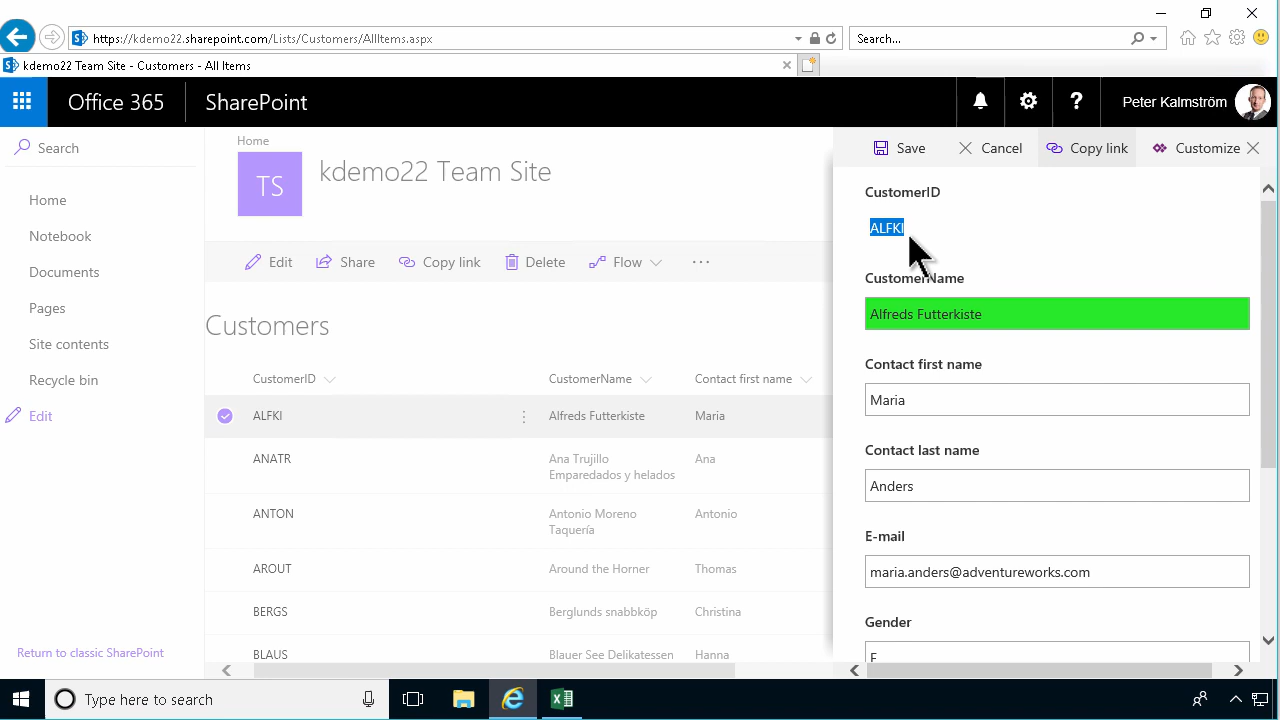 https://kdemo22.sharepoint.com/Lists/Customers/AllItems.aspx
Search...
kdemo22 Team Site - Customers - All Items
Office 365
SharePoint
Peter Kalmström
Search
Home
Notebook
Documents
Pages
Site contents
Recycle bin
Edit
Return to classic SharePoint
Home
TS
kdemo22 Team Site
Edit
Share
Copy link
Delete
Flow
Customers
CustomerID
CustomerName
Contact first name
ALFKI
Alfreds Futterkiste
Maria
ANATR
Ana Trujillo
Emparedados y helados
Ana
ANTON
Antonio Moreno
Taquería
Antonio
AROUT
Around the Horner
Thomas
BERGS
Berglunds snabbköp
Christina
BLAUS
Blauer See Delikatessen
Hanna
Save
Cancel
Copy link
Customize
CustomerID
ALFKI
CustomerName
Alfreds Futterkiste
Contact first name
Maria
Contact last name
Anders
E-mail
maria.anders@adventureworks.com
Gender
F
Type here to search